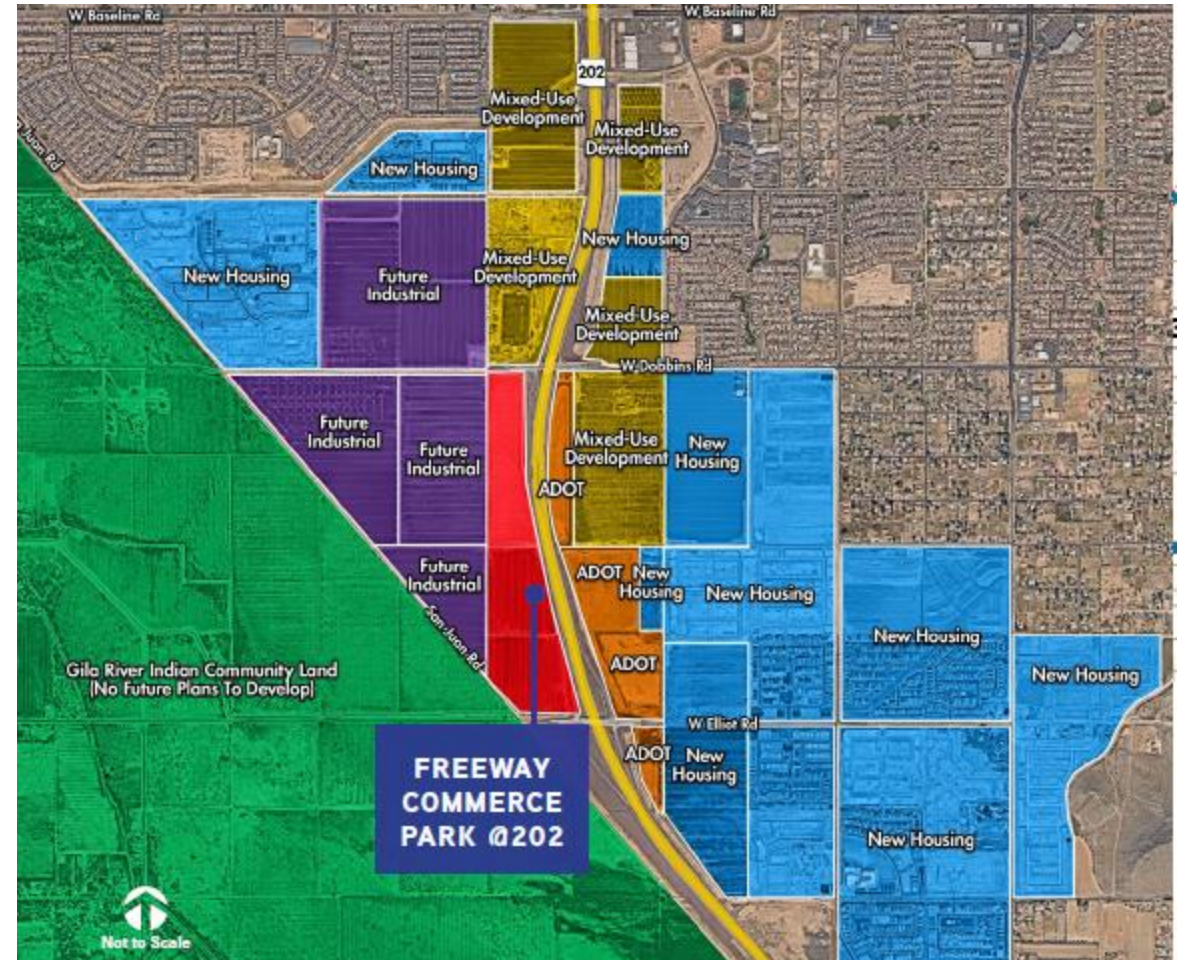 W Baseline Rd
W Baseline Rd
202
Mixed-Use
Development
Mixed-Use
Development
Juan Rd
New Housing
New Housing
Future
Industrial
Mixed-Use
Development
New Housing
Mixed Use
Development
W Dobbins Rd
Future
Industrial
Future
Industrial
Mixed-Use
Development
New
Housing
ADOT
Future
Industrial
ADOT
New
Housing
New Housing
San Juan Rd
New Housing
Gila River Indian Community Land
(No Future Plans To Develop)
ADOT
New Housing
W Elliot Rd
FREEWAY
COMMERCE
PARK @202
ADOT
New
Housing
New Housing
Not to Scale